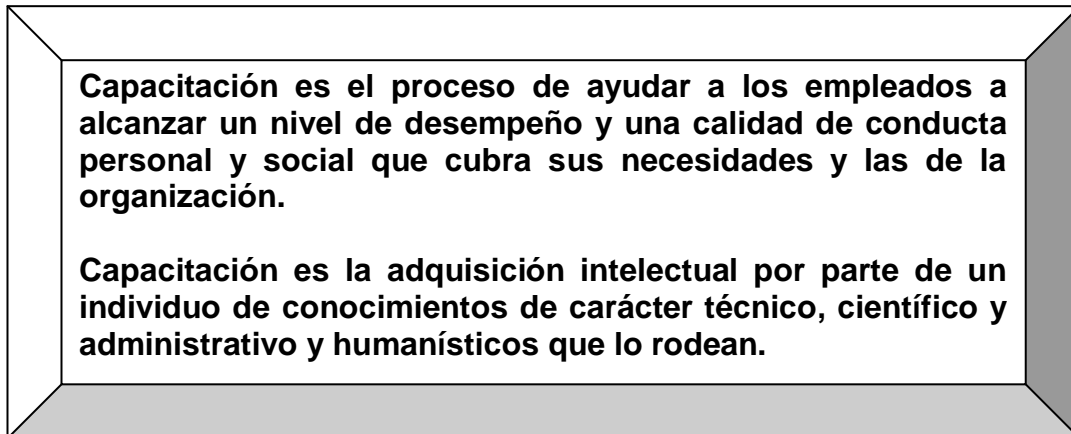 Capacitación es el proceso de ayudar a los empleados a
alcanzar un nivel de desempeño y una calidad de conducta
personal y social que cubra sus necesidades y las de la
organización.
Capacitación es la adquisición intelectual por parte de un
individuo de conocimientos de carácter técnico, científico y
administrativo y humanísticos que lo rodean.